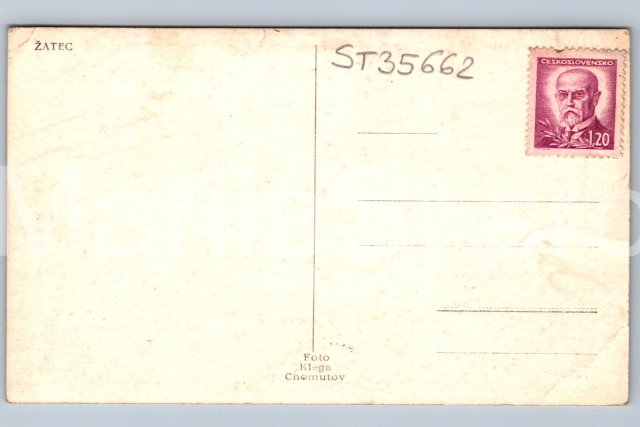 ŽATEC
ST35662
ČESKOSLOVENSKO
1,20
Foto
Klega
Chomutov